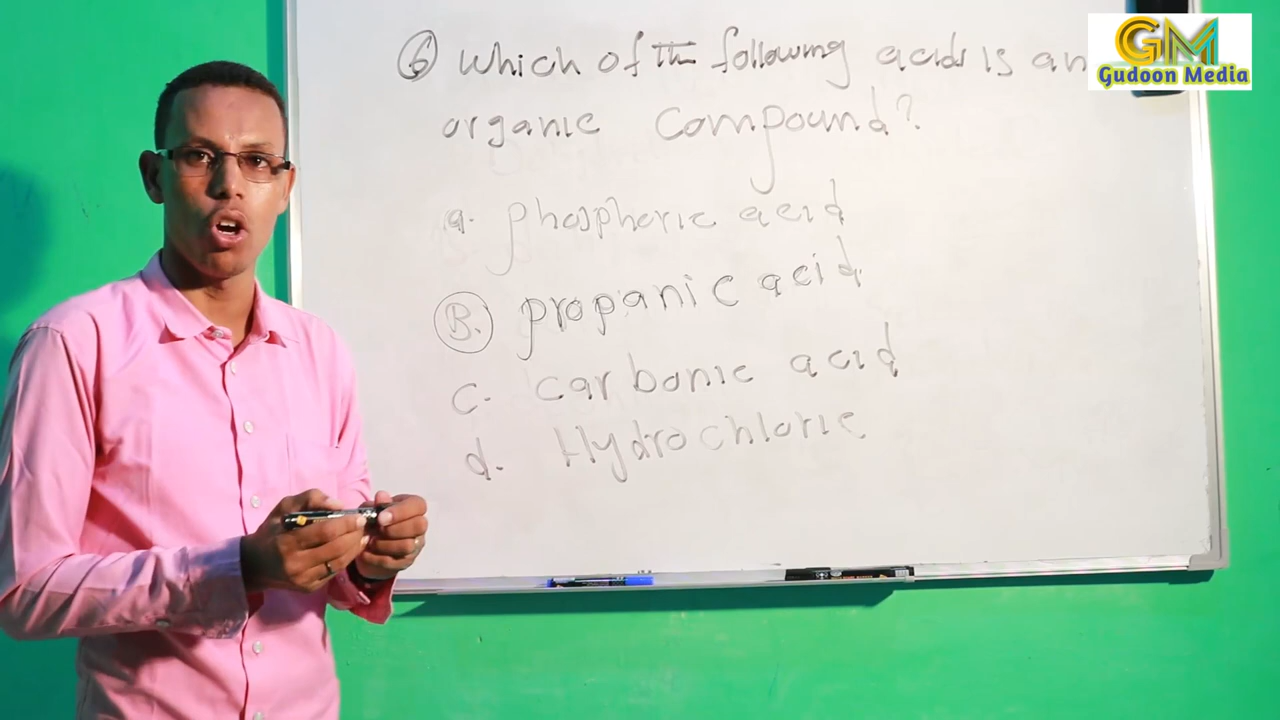 6 Which of the following acids is an
organic compound?
a. phosphoric acid
B. propanic acid.
c. carbonic acid
d. Hydrochloric
GM
Gudoon Media